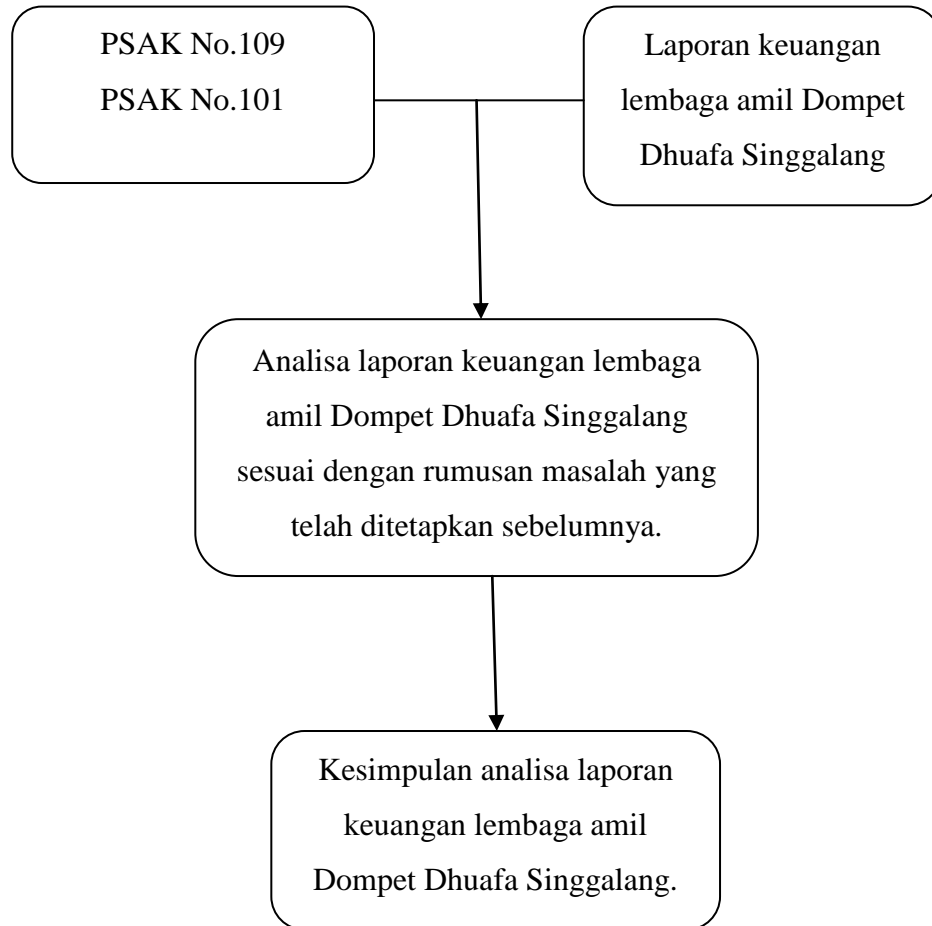 PSAK No.109
PSAK No.101
Laporan keuangan
lembaga amil Dompet
Dhuafa Singgalang
Analisa laporan keuangan lembaga
amil Dompet Dhuafa Singgalang
sesuai dengan rumusan masalah yang
telah ditetapkan sebelumnya.
Kesimpulan analisa laporan
keuangan lembaga amil
Dompet Dhuafa Singgalang.